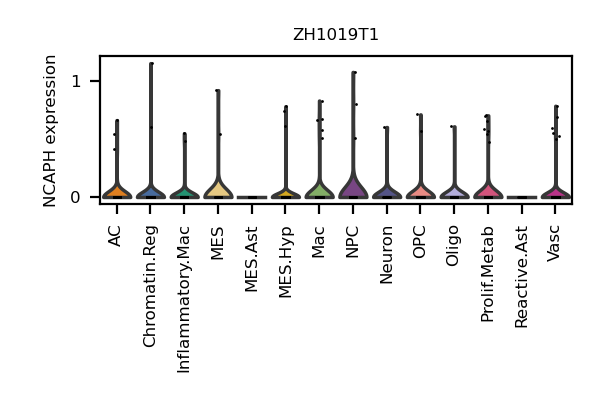 ZH1019T1
NCAPH expression
1
0
AC
Chromatin.Reg
Inflammatory.Mac
MES
MES.Ast
MES.Hyp
Mac
NPC
Neuron
OPC
Oligo
Prolif.Metab
Reactive.Ast
Vasc